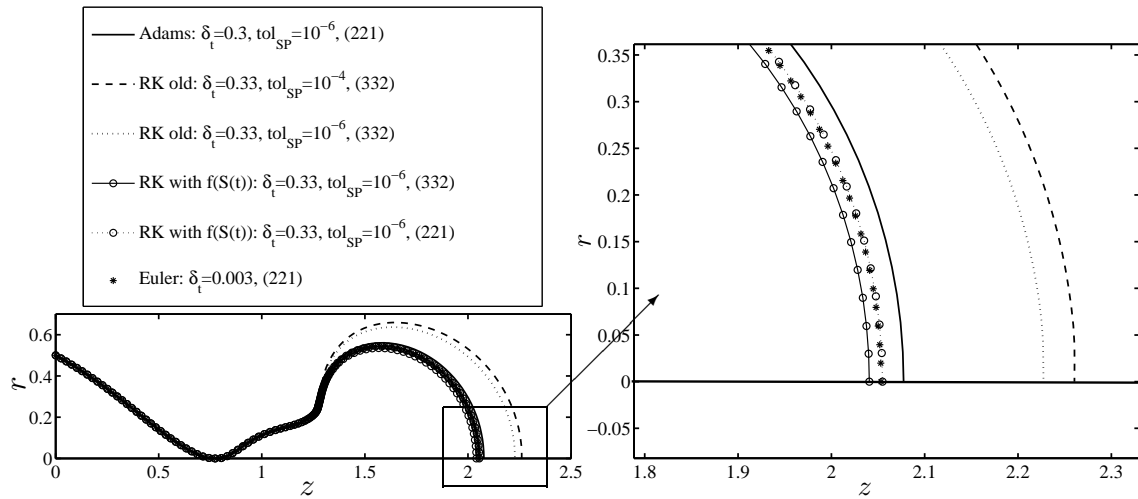 Adams: δt=0.3, tolSP=10−6, (221)
RK old: δt=0.33, tolSP=10−4, (332)
RK old: δt=0.33, tolSP=10−6, (332)
RK with f(S(t)): δt=0.33, tolSP=10−6, (332)
RK with f(S(t)): δt=0.33, tolSP=10−6, (221)
Euler: δt=0.003, (221)
0.6
0.4
0.2
0
r
0 0.5 1 1.5 2 2.5
z
0.35
0.3
0.25
0.2
0.15
0.1
0.05
0
−0.05
r
1.8 1.9 2 2.1 2.2 2.3
z